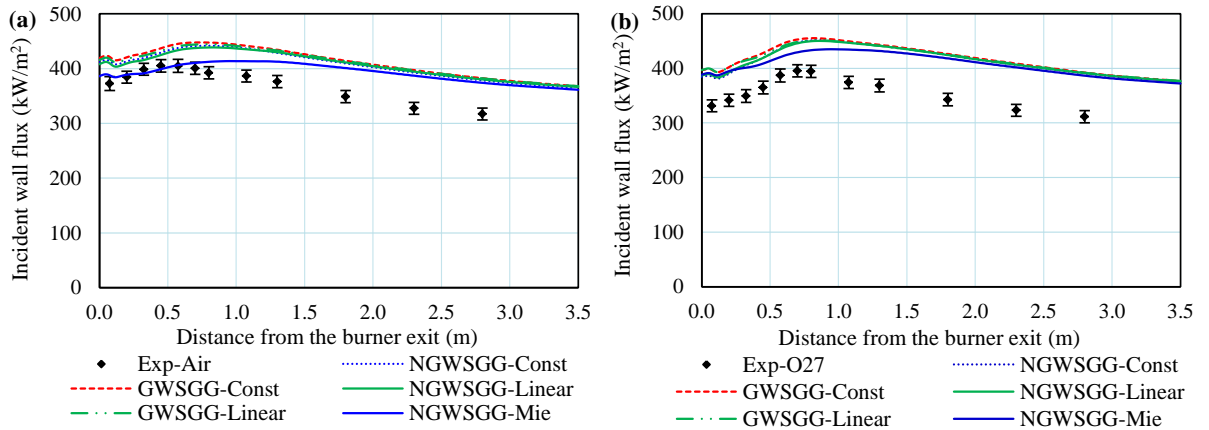 (a)
Incident wall flux (kW/m²)
500
400
300
200
100
0
0.0 0.5 1.0 1.5 2.0 2.5 3.0 3.5
Distance from the burner exit (m)
Exp-Air NGWSGG-Const
GWSGG-Const NGWSGG-Linear
GWSGG-Linear NGWSGG-Mie
(b)
Incident wall flux (kW/m²)
500
400
300
200
100
0
0.0 0.5 1.0 1.5 2.0 2.5 3.0 3.5
Distance from the burner exit (m)
Exp-O27 NGWSGG-Const
GWSGG-Const NGWSGG-Linear
GWSGG-Linear NGWSGG-Mie